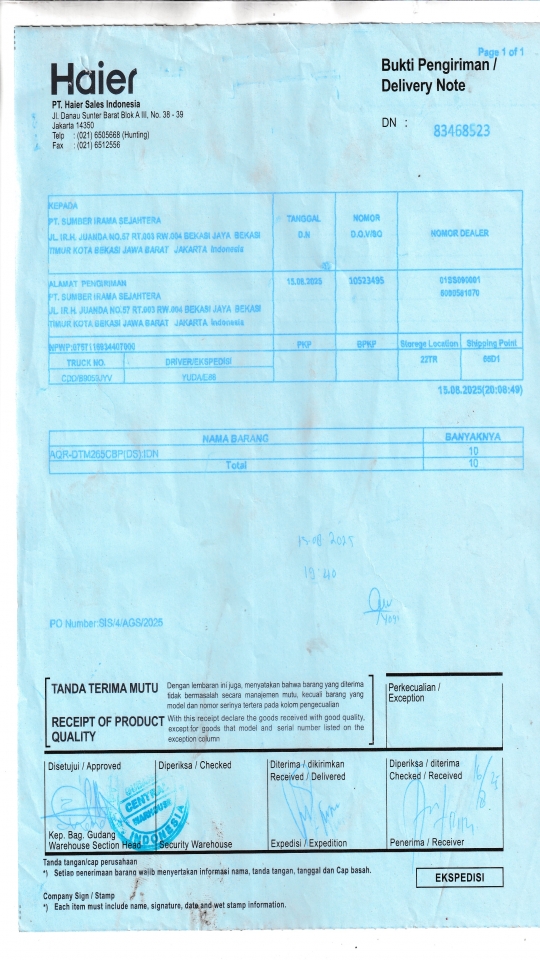 Page 1 of 1
Haier
Bukti Pengiriman /
Delivery Note
PT. Haier Sales Indonesia
Jl. Danau Sunter Barat Blok A III, No. 38 - 39
Jakarta 14350
Telp : (021) 6505668 (Hunting)
Fax : (021) 6512556
DN : 83468523
KEPADA
PT. SUMBER IRAMA SEJAHTERA
JL. IR.H. JUANDA NO.57 RT.003 RW.004 BEKASI JAYA BEKASI
TIMUR KOTA BEKASI JAWA BARAT JAKARTA Indonesia
TANGGAL
D.N
NOMOR
D.O.V/SO
NOMOR DEALER
ALAMAT PENGIRIMAN
PT. SUMBER IRAMA SEJAHTERA
JL. IR.H. JUANDA NO.57 RT.003 RW.004 BEKASI JAYA BEKASI
TIMUR KOTA BEKASI JAWA BARAT JAKARTA Indonesia
15.08.2025
30523495
PKP
BPKP
Storege Location
Shipping Point
TRUCK NO.
DRIVER/EKSPEDISI
22TR
CDD/B9053JYV
15.08.2025(20:08:49)
NAMA BARANG
BANYAKNYA
AQR-DTM265CBP(DS):IDN
10
Total
10
2025
19:40
PO Number:SIS/4/AGS/2025
TANDA TERIMA MUTU
Dengan lembaran ini juga, menyatakan bahwa barang yang diterima
tidak bermasalah secara manajemen mutu, kecuali barang yang
model dan nomor serinya tertera pada kolom pengecualian
RECEIPT OF PRODUCT
QUALITY
With this receipt declare the goods received with good quality,
except for goods that model and serial number listed on the
exception column
Perkecualian /
Exception
Disetujui / Approved
Diperiksa / Checked
Diterima / dikirimkan
Received / Delivered
Diperiksa / diterima
Checked / Received
CENTRAL
WAREHOUSE
INDONESIA
Kep. Bag. Gudang
Warehouse Section Head
Security Warehouse
Expedisi / Expedition
Penerima / Receiver
Tanda tangan/cap perusahaan
*) Setiap penerimaan barang wajib menyertakan informasi nama, tanda tangan, tanggal dan Cap basah.
EKSPEDISI
Company Sign / Stamp
*) Each item must include name, signature, date and wet stamp information.